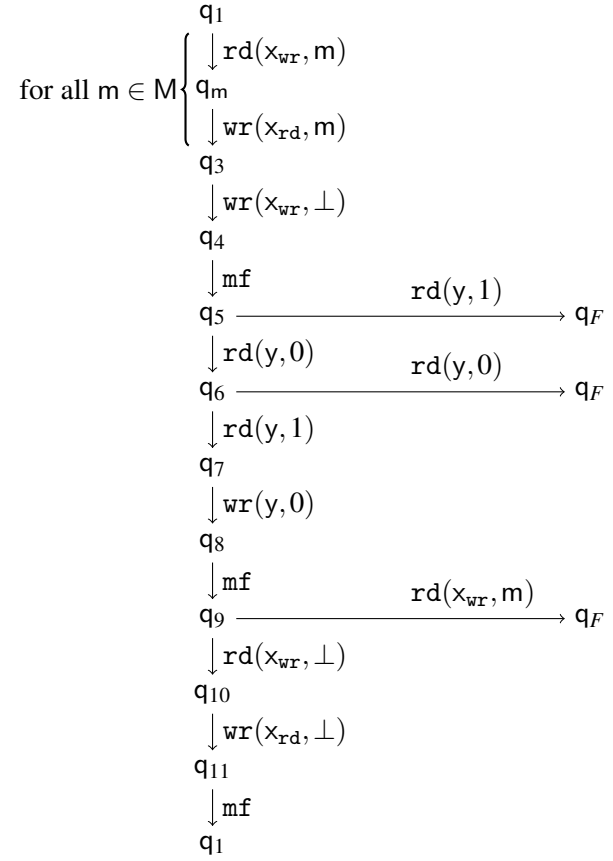 q₁
rd(x_wr, m)
for all m ∈ M
q_m
wr(x_rd, m)
q₃
wr(x_wr, ⊥)
q₄
mf
rd(y, 1)
q₅ q_F
rd(y, 0)
rd(y, 0)
q₆ q_F
rd(y, 1)
q₇
wr(y, 0)
q₈
mf
rd(x_wr, m)
q₉ q_F
rd(x_wr, ⊥)
q₁₀
wr(x_rd, ⊥)
q₁₁
mf
q₁